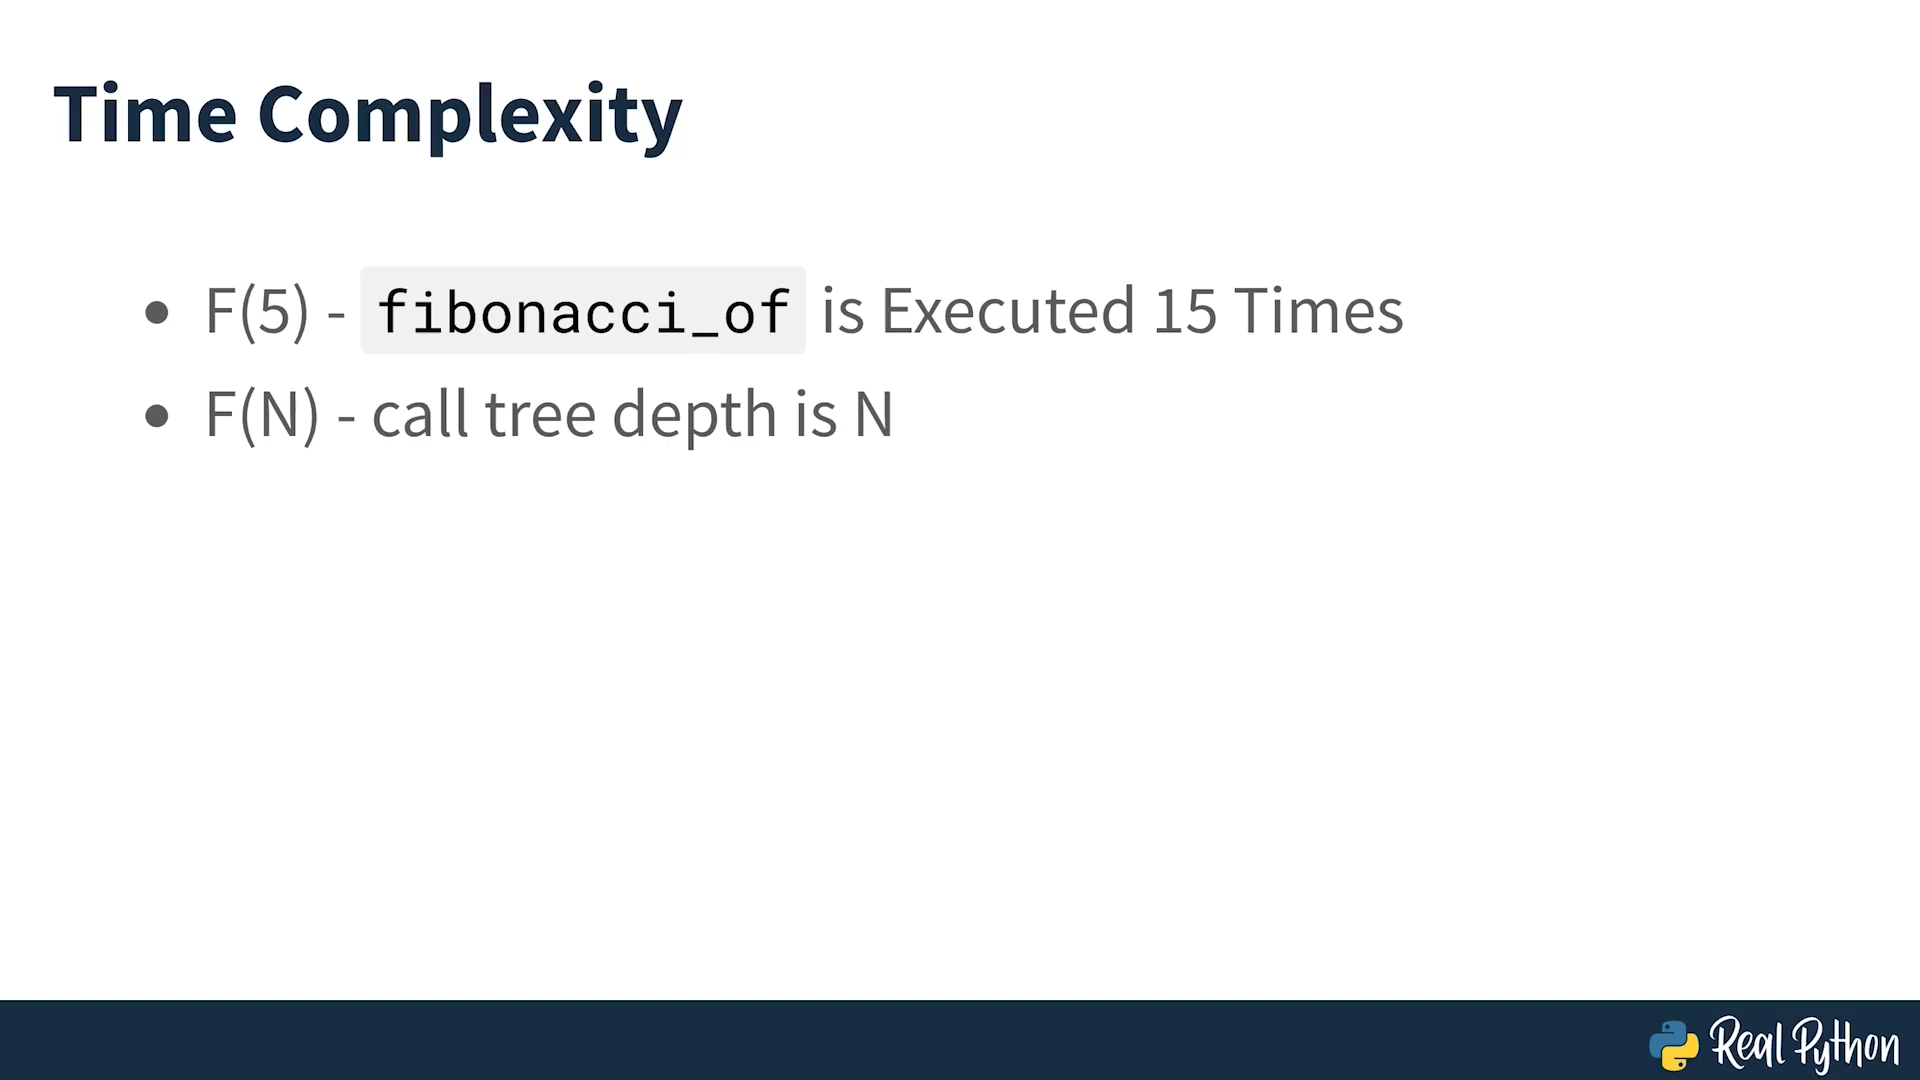 Time Complexity
F(5) - fibonacci_of is Executed 15 Times
F(N) - call tree depth is N
Real Python